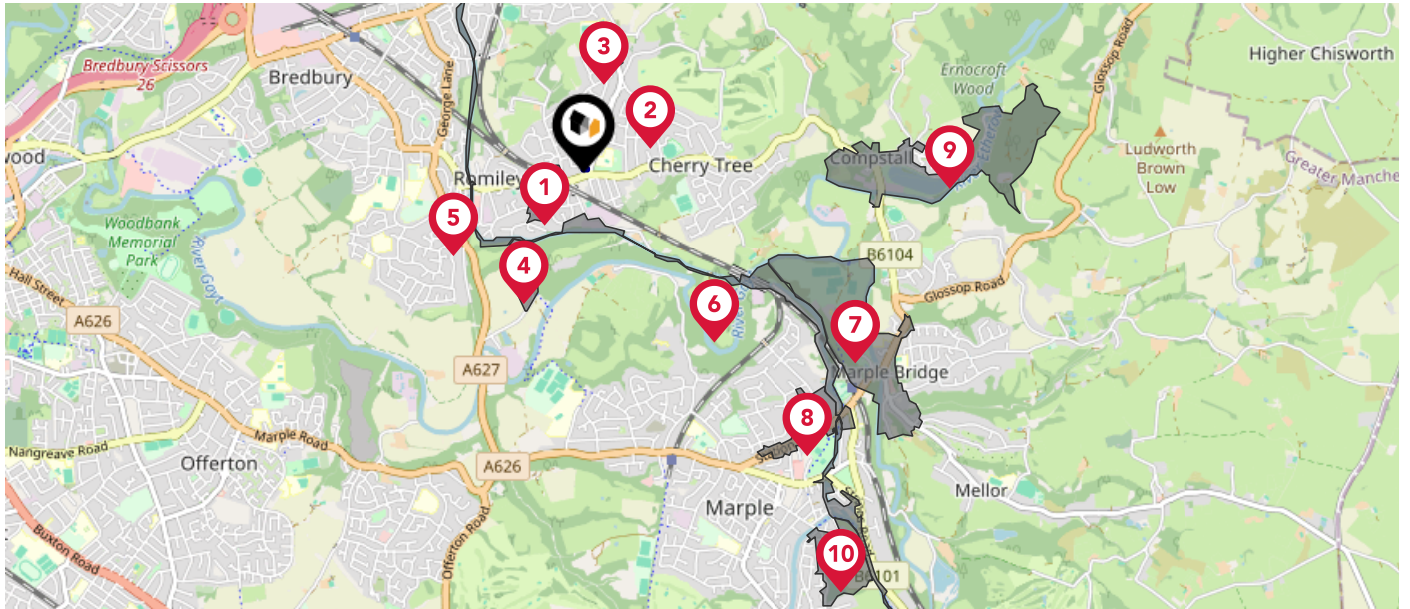 Bredbury Scissors
26
Bredbury
George Lane
3
2
Ernocroft
Wood
Glossop Road
Higher Chisworth
wood
Romiley
Cherry Tree
Compstall
9
Ludworth
Brown
Low
Greater Manche
1
5
Woodbank
Memorial
Park
River Goyt
4
B6104
Hall Street
A626
6
Glossop Road
7
A627
Marple Bridge
8
Nangreave Road
Marple Road
Offerton
A626
Marple
Mellor
Offerton Road
Buxton Road
10
B6101